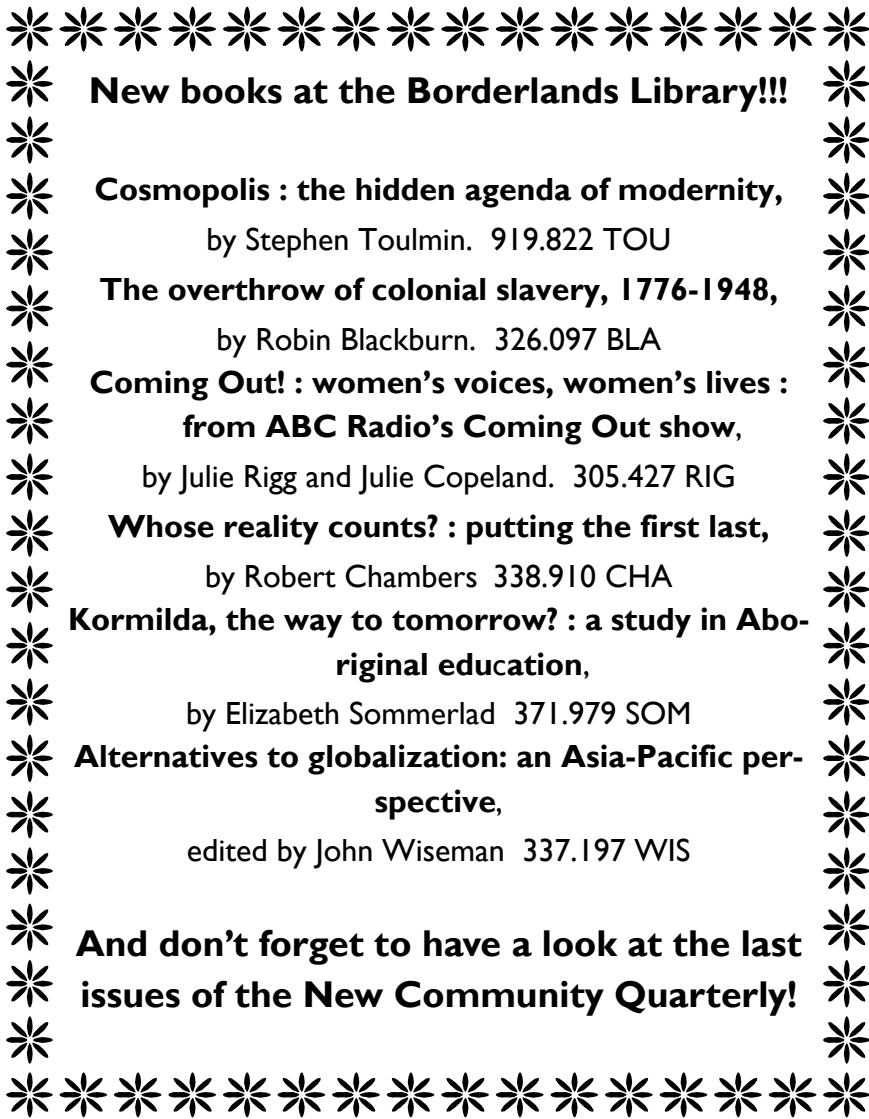 New books at the Borderlands Library!!!
Cosmopolis : the hidden agenda of modernity,
by Stephen Toulmin.  919.822 TOU
The overthrow of colonial slavery, 1776-1948,
by Robin Blackburn.  326.097 BLA
Coming Out! : women's voices, women's lives :
from ABC Radio's Coming Out show,
by Julie Rigg and Julie Copeland.  305.427 RIG
Whose reality counts? : putting the first last,
by Robert Chambers  338.910 CHA
Kormilda, the way to tomorrow? : a study in Abo-
riginal education,
by Elizabeth Sommerlad  371.979 SOM
Alternatives to globalization: an Asia-Pacific per-
spective,
edited by John Wiseman  337.197 WIS
And don't forget to have a look at the last
issues of the New Community Quarterly!